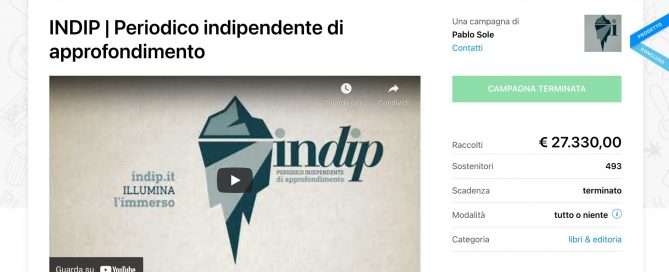 INDIP | Periodico indipendente di
approfondimento
Una campagna di
Pablo Sole
Contatti
PROGETTO
CAMPAGNA TERMINATA
Guarda più t...
Condividi
indip
PERIODICO INDIPENDENTE
di approfondimento
indip.it
ILLUMINA
l'immerso
Guarda su YouTube
Raccolti € 27.330,00
Sostenitori 493
Scadenza terminato
Modalità tutto o niente
Categoria libri & editoria